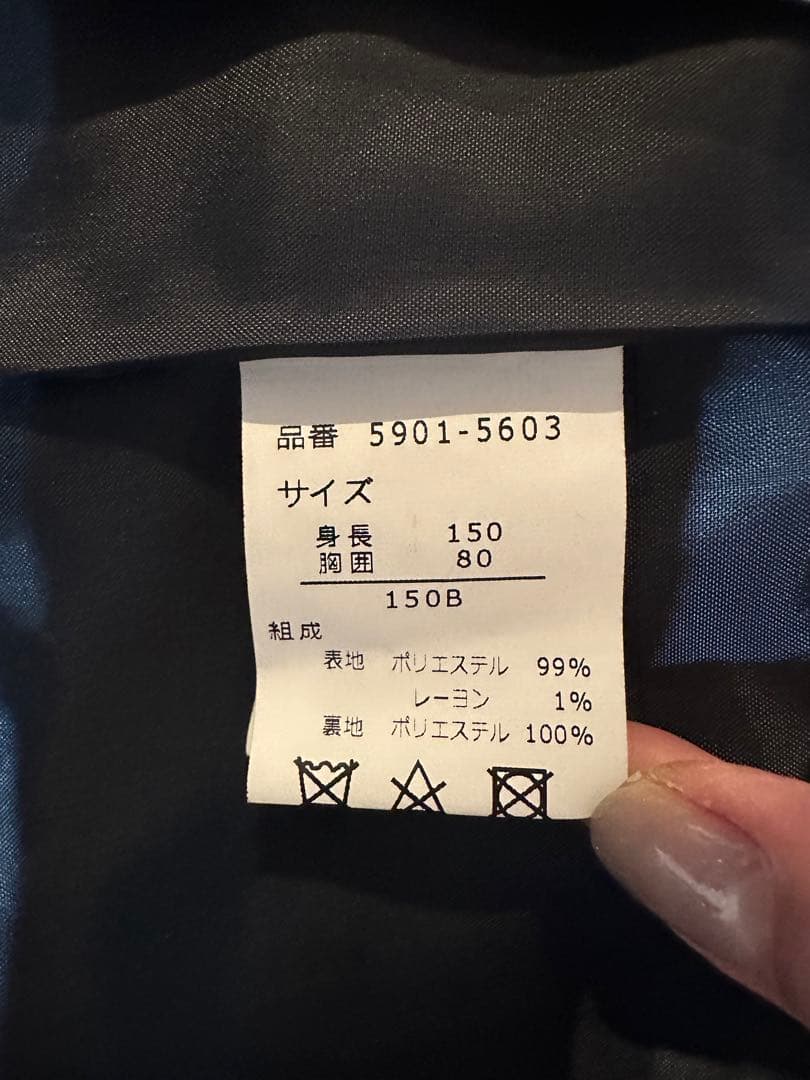 品番 5901-5603
サイズ
身長 150
胸囲 80
150B
組成
表地 ポリエステル 99%
レーヨン 1%
裏地 ポリエステル 100%